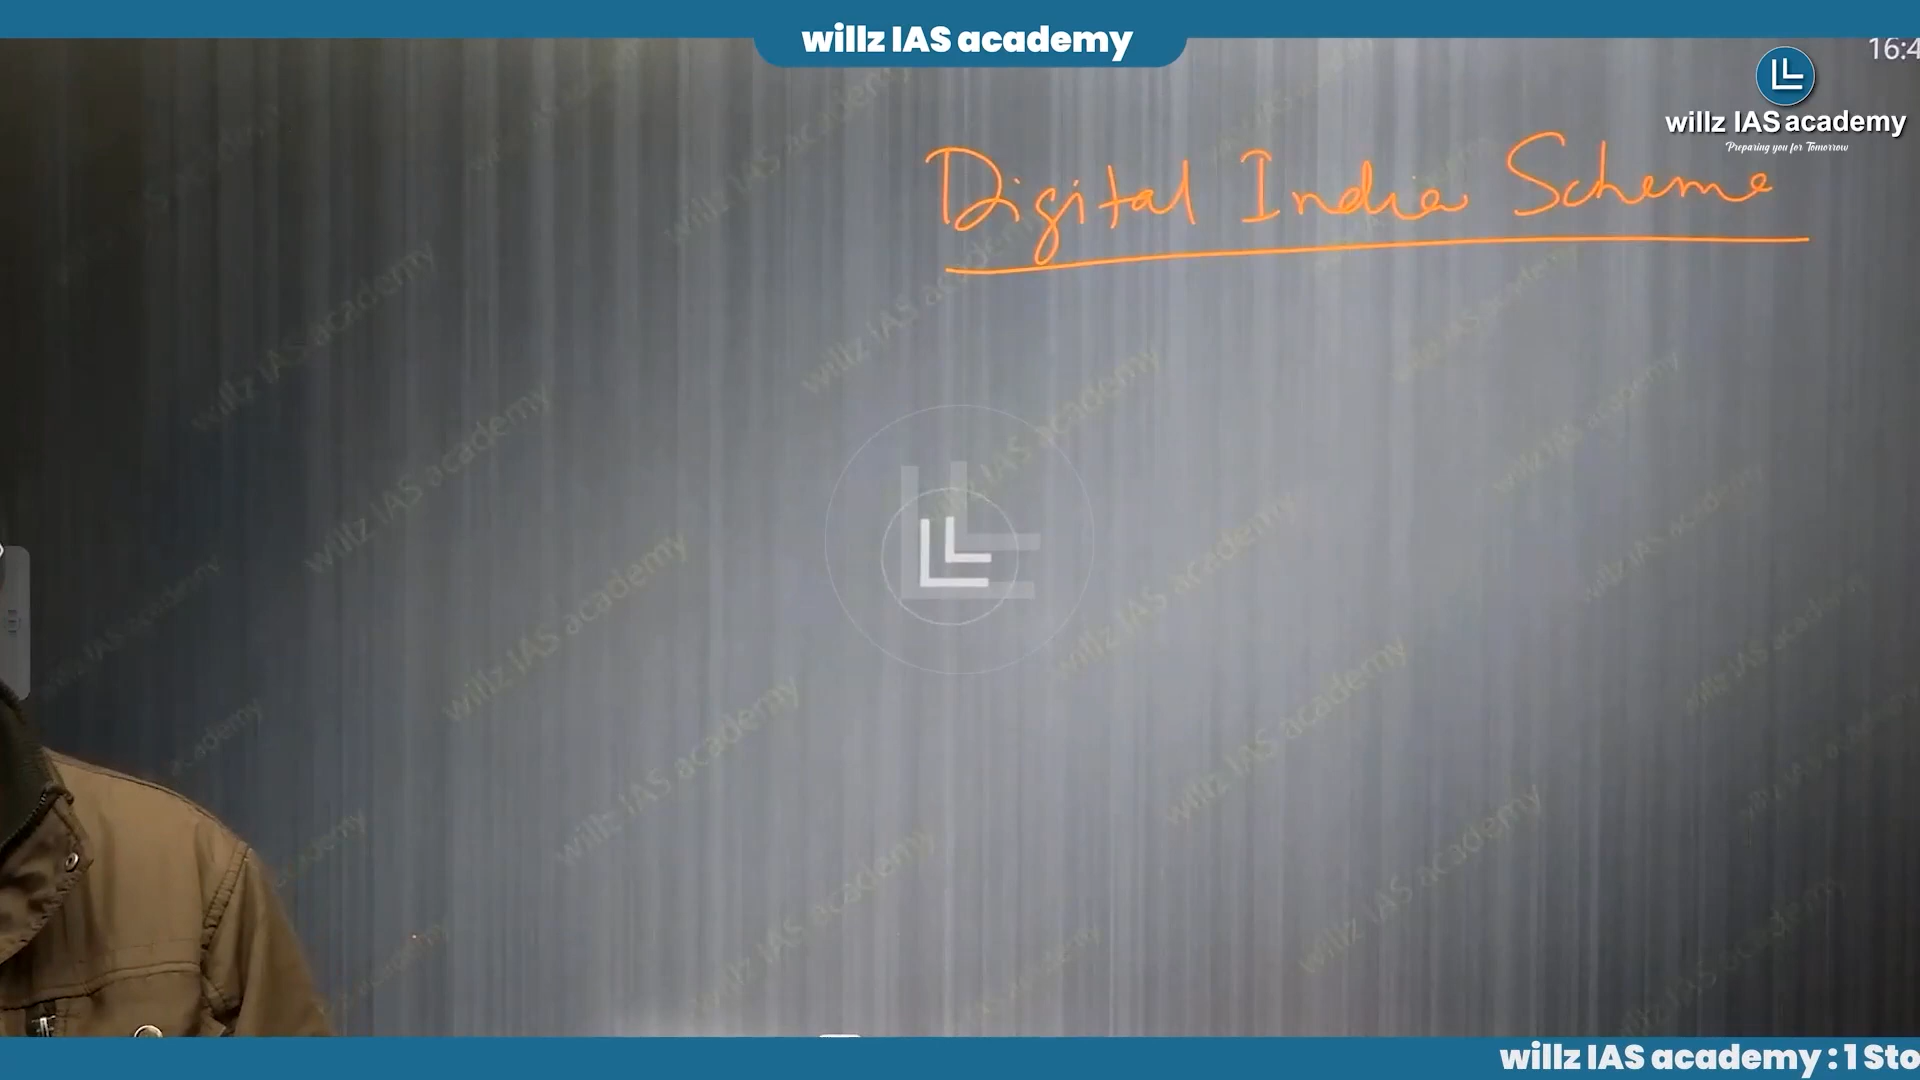 willz IAS academy
16:4
willz IAS academy
Preparing you for Tomorrow
Digital India Scheme
willz IAS academy : 1 Sto